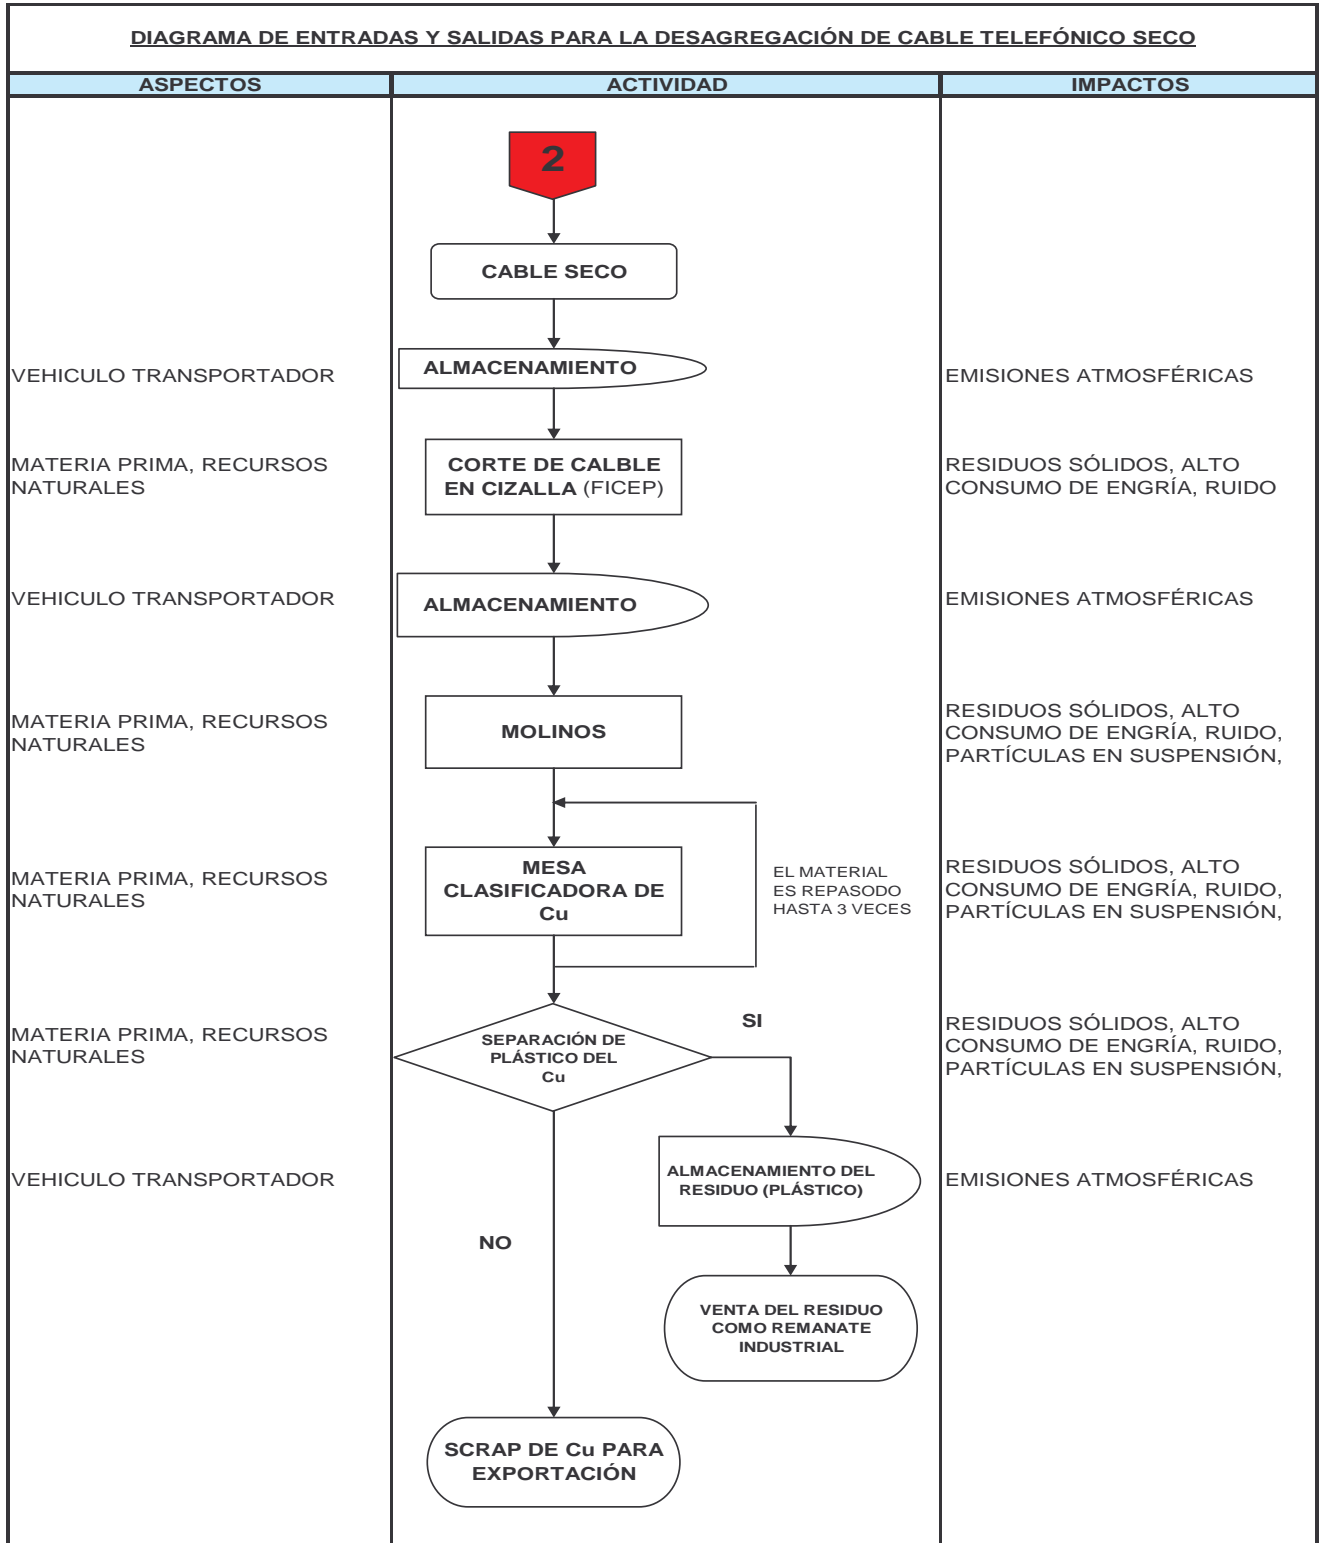 DIAGRAMA DE ENTRADAS Y SALIDAS PARA LA DESAGREGACIÓN DE CABLE TELEFÓNICO SECO
ASPECTOS
ACTIVIDAD
IMPACTOS
2
CABLE SECO
VEHICULO TRANSPORTADOR
ALMACENAMIENTO
EMISIONES ATMOSFÉRICAS
MATERIA PRIMA, RECURSOS
NATURALES
CORTE DE CALBLE
EN CIZALLA (FICEP)
RESIDUOS SÓLIDOS, ALTO
CONSUMO DE ENGRÍA, RUIDO
VEHICULO TRANSPORTADOR
ALMACENAMIENTO
EMISIONES ATMOSFÉRICAS
MATERIA PRIMA, RECURSOS
NATURALES
MOLINOS
RESIDUOS SÓLIDOS, ALTO
CONSUMO DE ENGRÍA, RUIDO,
PARTÍCULAS EN SUSPENSIÓN,
MATERIA PRIMA, RECURSOS
NATURALES
MESA
CLASIFICADORA DE
Cu
EL MATERIAL
ES REPASODO
HASTA 3 VECES
RESIDUOS SÓLIDOS, ALTO
CONSUMO DE ENGRÍA, RUIDO,
PARTÍCULAS EN SUSPENSIÓN,
MATERIA PRIMA, RECURSOS
NATURALES
SEPARACIÓN DE
PLÁSTICO DEL
Cu
SI
RESIDUOS SÓLIDOS, ALTO
CONSUMO DE ENGRÍA, RUIDO,
PARTÍCULAS EN SUSPENSIÓN,
VEHICULO TRANSPORTADOR
ALMACENAMIENTO DEL
RESIDUO (PLÁSTICO)
EMISIONES ATMOSFÉRICAS
NO
VENTA DEL RESIDUO
COMO REMANATE
INDUSTRIAL
SCRAP DE Cu PARA
EXPORTACIÓN